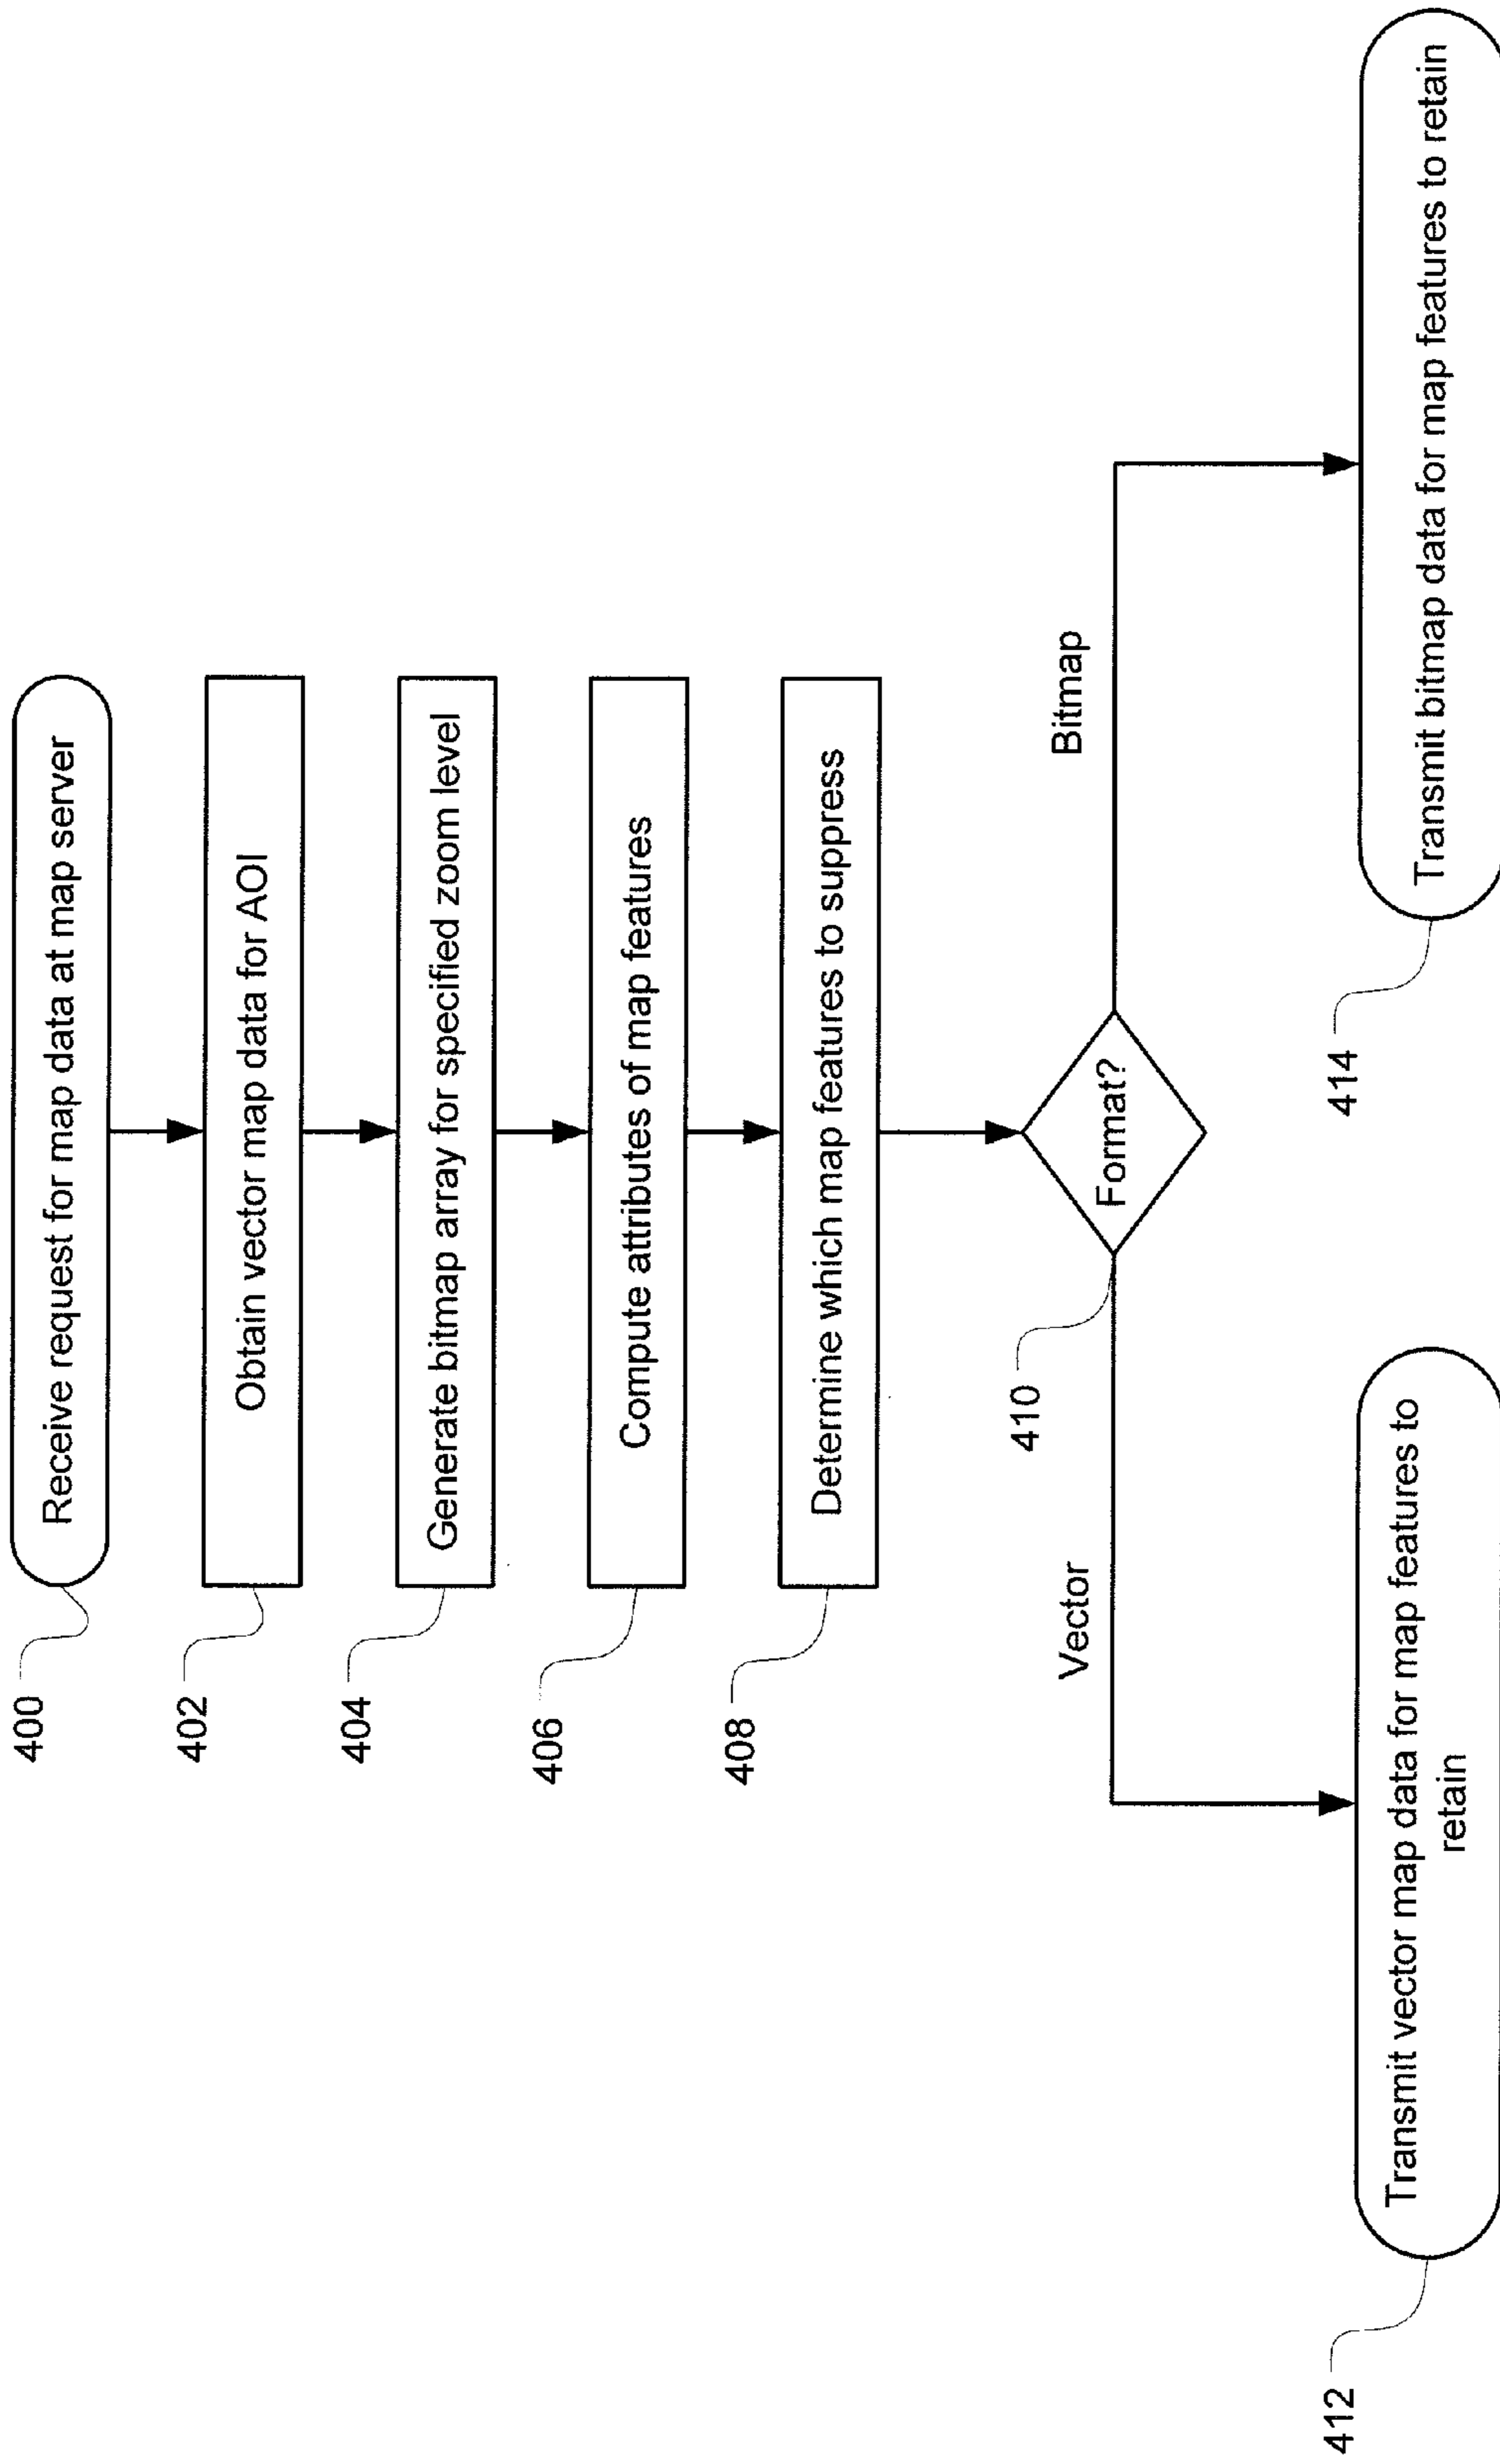 400
Receive request for map data at map server
402
Obtain vector map data for AOI
404
Generate bitmap array for specified zoom level
406
Compute attributes of map features
408
Determine which map features to suppress
410
Format?
Vector
Bitmap
412
Transmit vector map data for map features to
retain
414
Transmit bitmap data for map features to retain